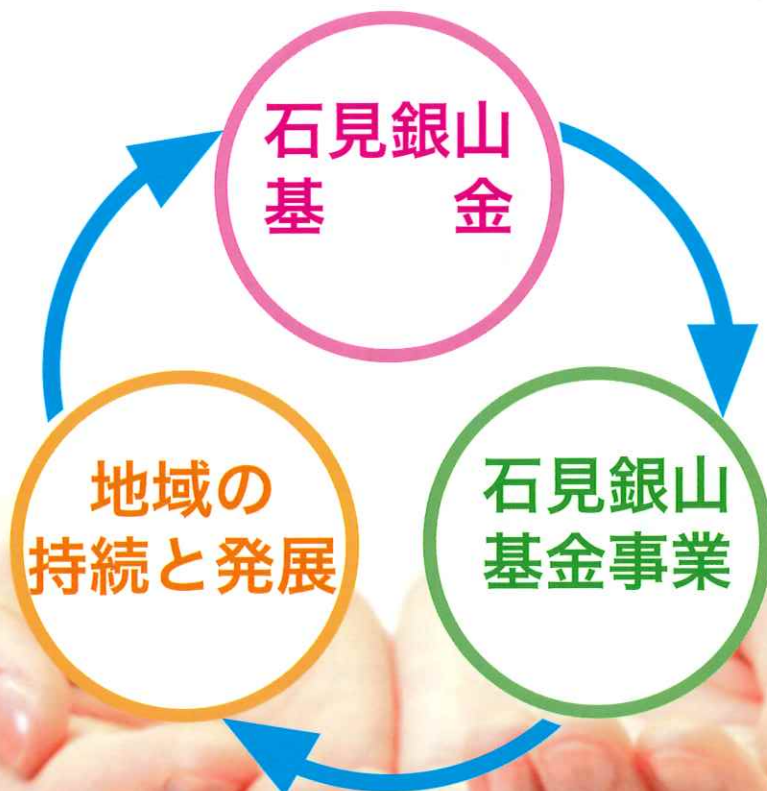 石見銀山
基　　金
石見銀山
基金事業
地域の
持続と発展